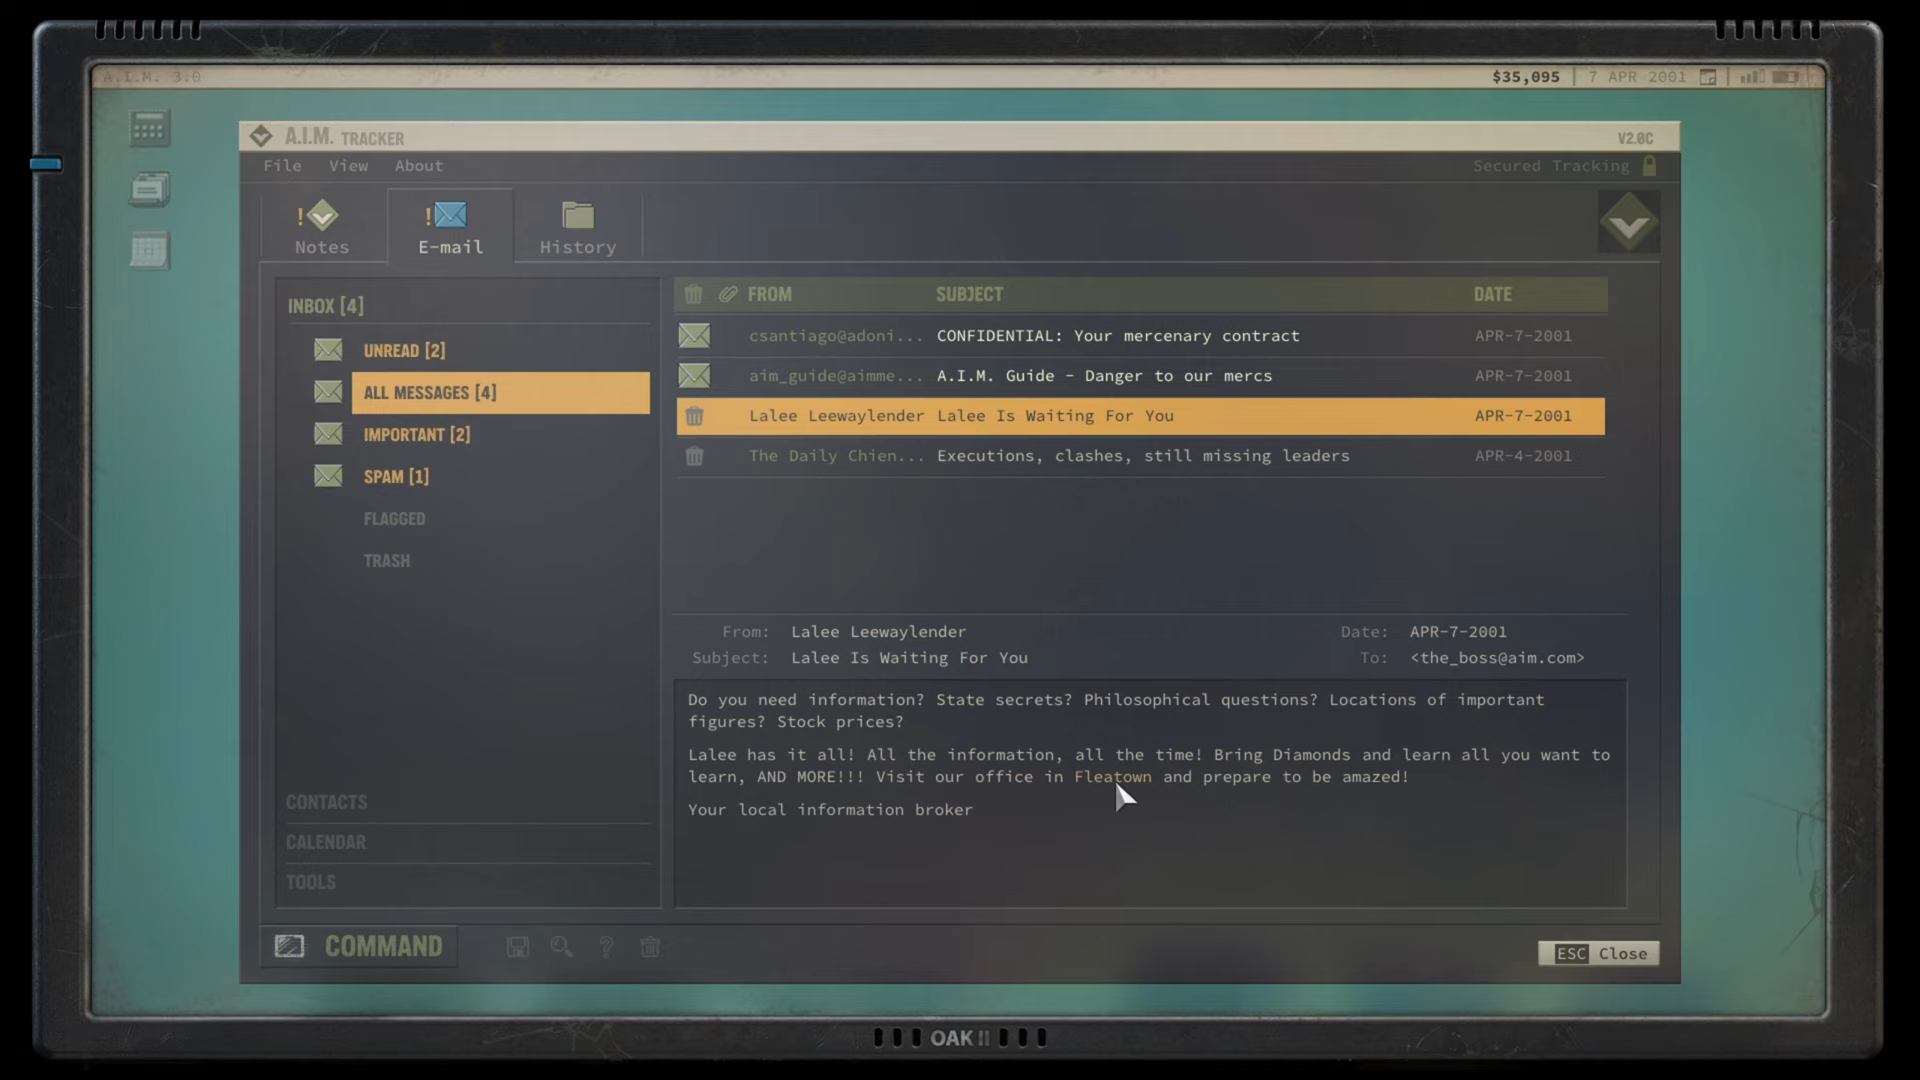 A.I.M. 3.0
$35,095 | 7 APR 2001
A.I.M. TRACKER
V2.0C
File View About
Secured Tracking
! Notes
! E-mail
History
INBOX [4]
UNREAD [2]
ALL MESSAGES [4]
IMPORTANT [2]
SPAM [1]
FLAGGED
TRASH
CONTACTS
CALENDAR
TOOLS
FROM SUBJECT DATE
csantiago@adoni... CONFIDENTIAL: Your mercenary contract APR-7-2001
aim_guide@aimme... A.I.M. Guide - Danger to our mercs APR-7-2001
Lalee Leewaylender Lalee Is Waiting For You APR-7-2001
The Daily Chien... Executions, clashes, still missing leaders APR-4-2001
From: Lalee Leewaylender Date: APR-7-2001
Subject: Lalee Is Waiting For You To: <the_boss@aim.com>
Do you need information? State secrets? Philosophical questions? Locations of important
figures? Stock prices?
Lalee has it all! All the information, all the time! Bring Diamonds and learn all you want to
learn, AND MORE!!! Visit our office in Fleatown and prepare to be amazed!
Your local information broker
COMMAND
?
ESC Close
OAK II